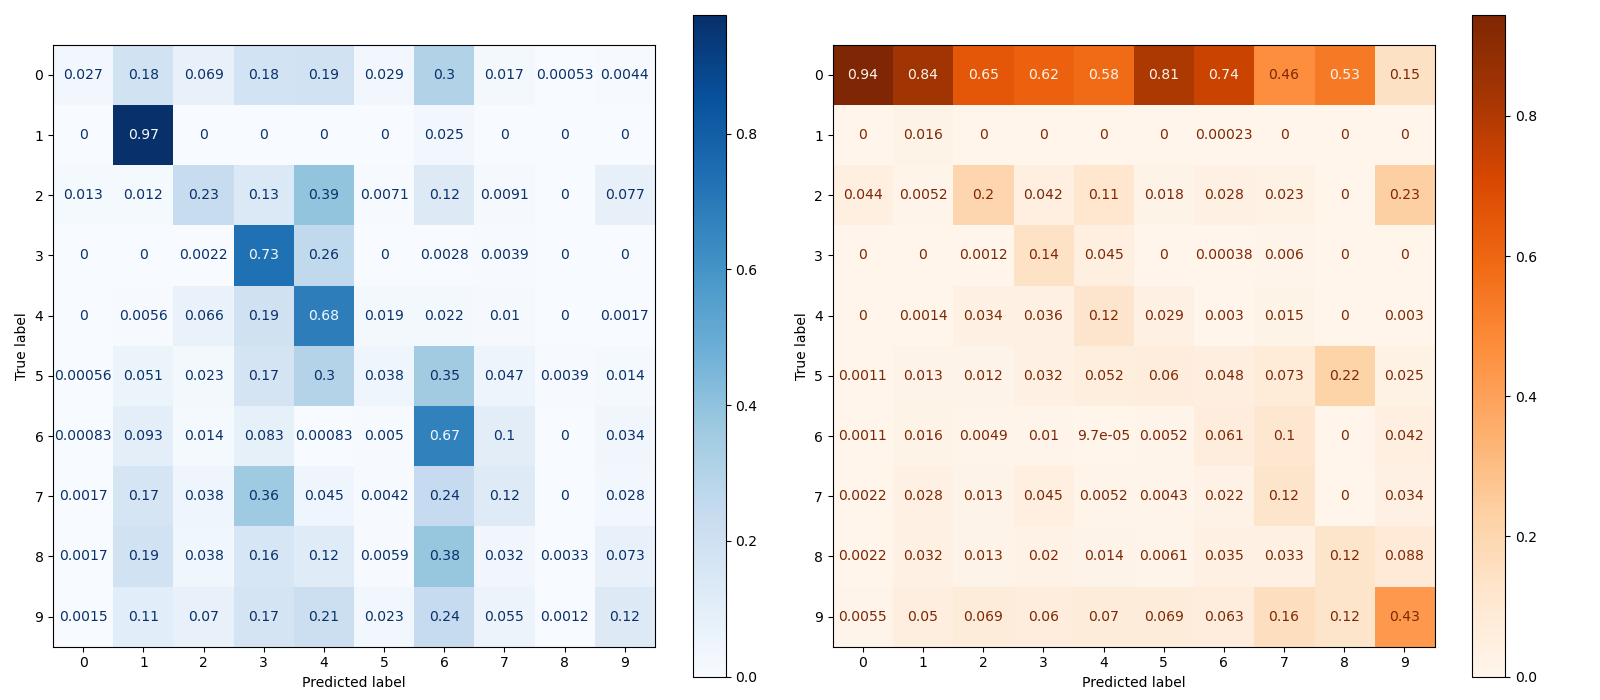 0 0.027 0.18 0.069 0.18 0.19 0.029 0.3 0.017 0.00053 0.0044
1 0 0.97 0 0 0 0 0.025 0 0 0
2 0.013 0.012 0.23 0.13 0.39 0.0071 0.12 0.0091 0 0.077
3 0 0 0.0022 0.73 0.26 0 0.0028 0.0039 0 0
4 0 0.0056 0.066 0.19 0.68 0.019 0.022 0.01 0 0.0017
5 0.00056 0.051 0.023 0.17 0.3 0.038 0.35 0.047 0.0039 0.014
6 0.00083 0.093 0.014 0.083 0.00083 0.005 0.67 0.1 0 0.034
7 0.0017 0.17 0.038 0.36 0.045 0.0042 0.24 0.12 0 0.028
8 0.0017 0.19 0.038 0.16 0.12 0.0059 0.38 0.032 0.0033 0.073
9 0.0015 0.11 0.07 0.17 0.21 0.023 0.24 0.055 0.0012 0.12
0 1 2 3 4 5 6 7 8 9
Predicted label
True label
0.8
0.6
0.4
0.2
0.0
0 0.94 0.84 0.65 0.62 0.58 0.81 0.74 0.46 0.53 0.15
1 0 0.016 0 0 0 0 0.00023 0 0 0
2 0.044 0.0052 0.2 0.042 0.11 0.018 0.028 0.023 0 0.23
3 0 0 0.0012 0.14 0.045 0 0.00038 0.006 0 0
4 0 0.0014 0.034 0.036 0.12 0.029 0.003 0.015 0 0.003
5 0.0011 0.013 0.012 0.032 0.052 0.06 0.048 0.073 0.22 0.025
6 0.0011 0.016 0.0049 0.01 9.7e-05 0.0052 0.061 0.1 0 0.042
7 0.0022 0.028 0.013 0.045 0.0052 0.0043 0.022 0.12 0 0.034
8 0.0022 0.032 0.013 0.02 0.014 0.0061 0.035 0.033 0.12 0.088
9 0.0055 0.05 0.069 0.06 0.07 0.069 0.063 0.16 0.12 0.43
0 1 2 3 4 5 6 7 8 9
Predicted label
True label
0.8
0.6
0.4
0.2
0.0